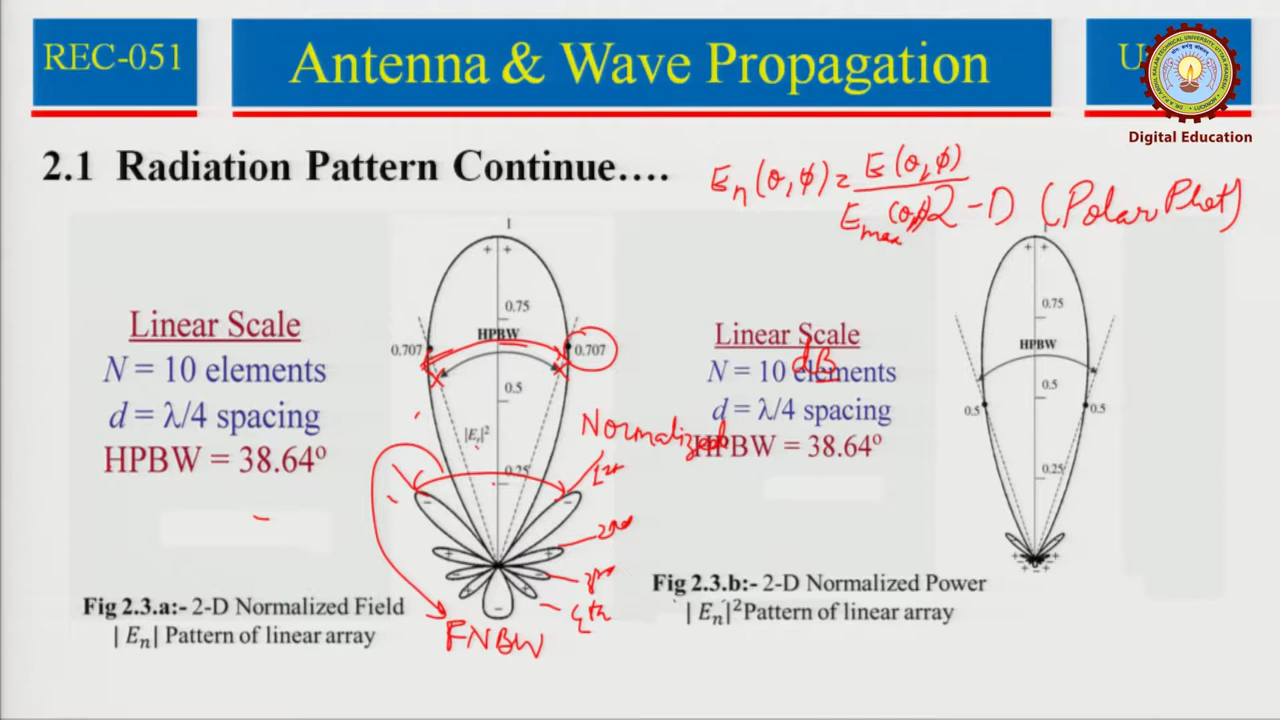 REC-051
Antenna & Wave Propagation
U
Digital Education
2.1 Radiation Pattern Continue….
En(θ,ϕ) = E(θ,ϕ)
Emax(θ,ϕ)
2-D (Polar Phot)
Linear Scale
N = 10 elements
d = λ/4 spacing
HPBW = 38.64º
1
+ +
0.75
HPBW
0.707
0.707
0.5
|En|²
0.25
Normalized
1st
2nd
3rd
4th
FNBW
Fig 2.3.a:- 2-D Normalized Field
| En | Pattern of linear array
Linear Scale
dB
N = 10 elements
d = λ/4 spacing
HPBW = 38.64º
+ +
0.75
HPBW
0.5
0.5
0.5
0.25
Fig 2.3.b:- 2-D Normalized Power
| En |² Pattern of linear array